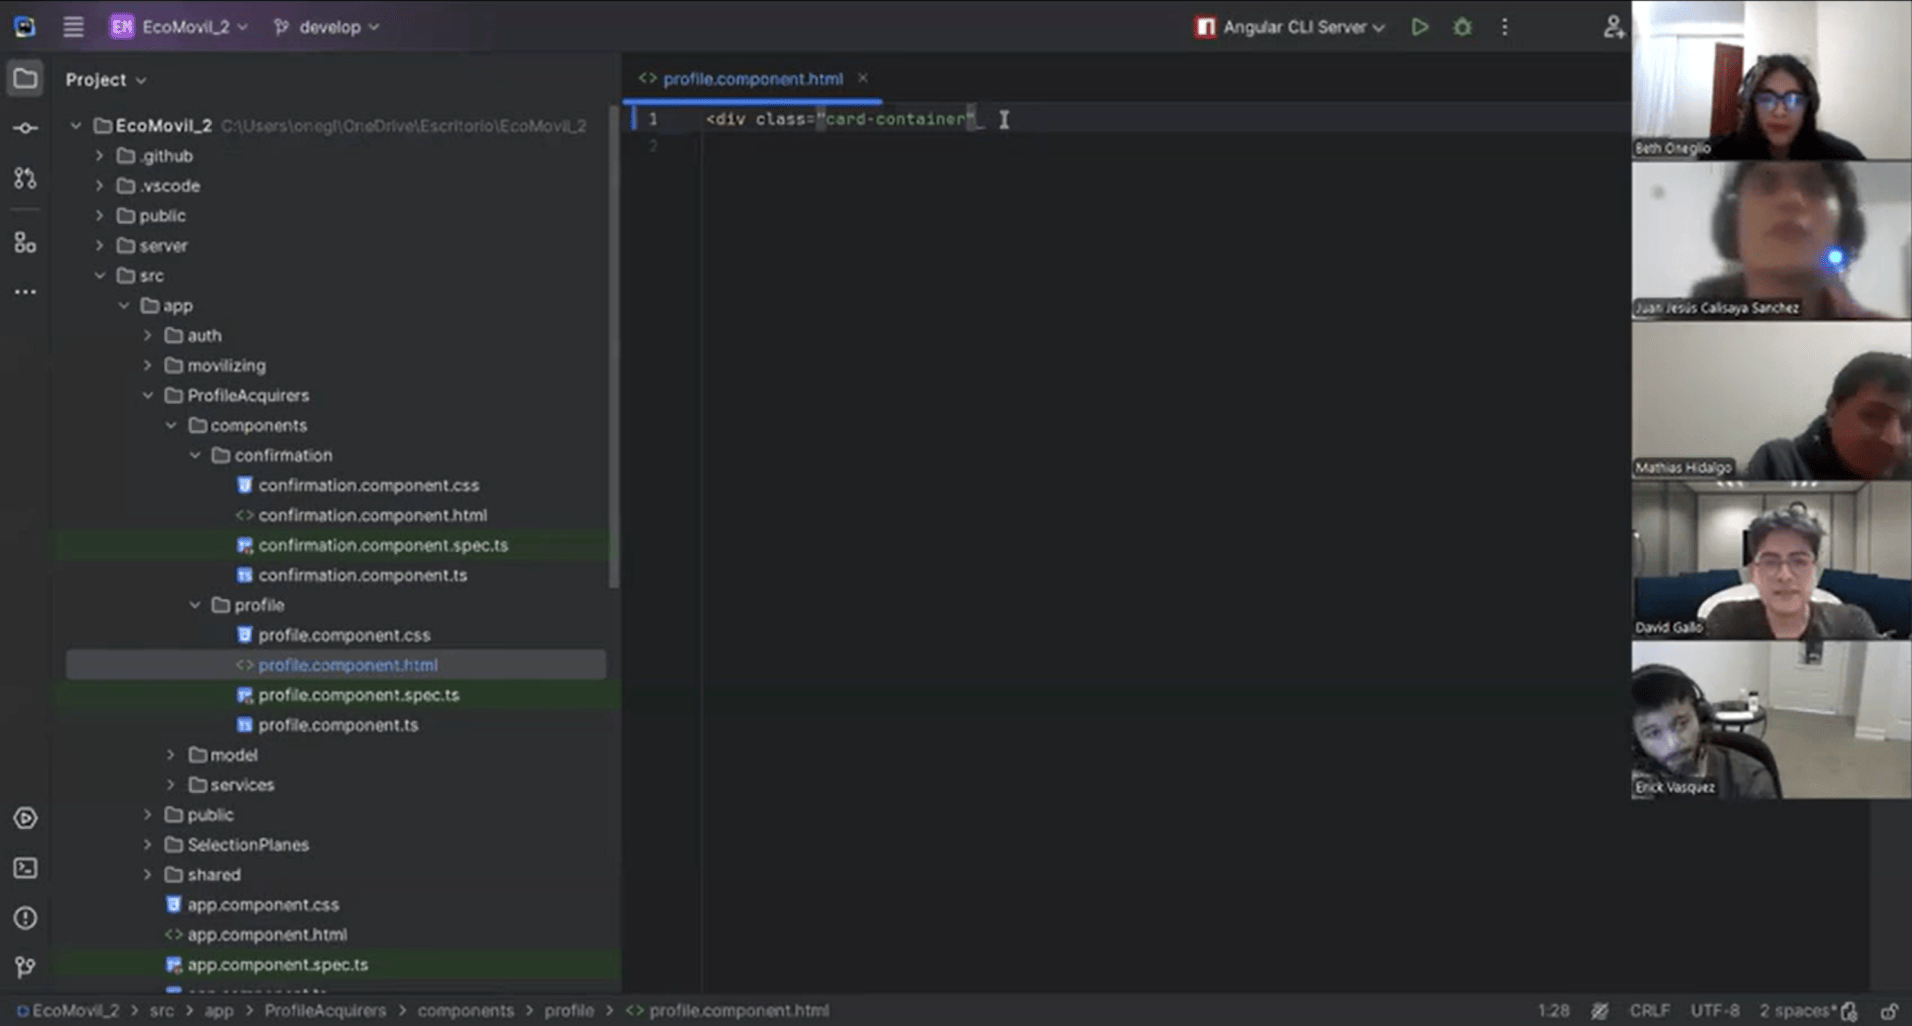 EM EcoMovil_2 develop Angular CLI Server
Project
profile.component.html
EcoMovil_2 C:\Users\onegl\OneDrive\Escritorio\EcoMovil_2
.github
.vscode
public
server
src
app
auth
movilizing
ProfileAcquirers
components
confirmation
confirmation.component.css
confirmation.component.html
confirmation.component.spec.ts
confirmation.component.ts
profile
profile.component.css
profile.component.html
profile.component.spec.ts
profile.component.ts
model
services
public
SelectionPlanes
shared
app.component.css
app.component.html
app.component.spec.ts
1 <div class="card-container"
2
Beth Oneglio
Juan Jesús Calisaya Sanchez
Mathias Hidalgo
David Gallo
Erick Vasquez
EcoMovil_2 > src > app > ProfileAcquirers > components > profile > <> profile.component.html
1:28 CRLF UTF-8 2 spaces*